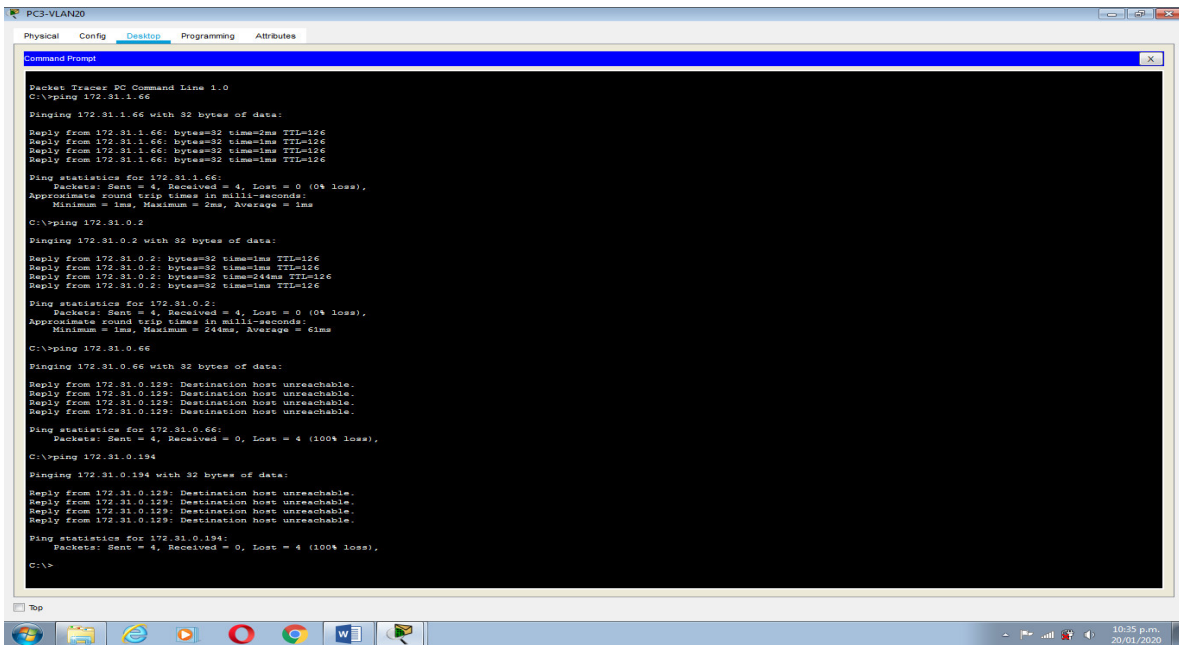 PC3-VLAN20
Physical Config Desktop Programming Attributes
Command Prompt
X
Packet Tracer PC Command Line 1.0
C:\>ping 172.31.1.66
Pinging 172.31.1.66 with 32 bytes of data:
Reply from 172.31.1.66: bytes=32 time=2ms TTL=126
Reply from 172.31.1.66: bytes=32 time=1ms TTL=126
Reply from 172.31.1.66: bytes=32 time=1ms TTL=126
Reply from 172.31.1.66: bytes=32 time=1ms TTL=126
Ping statistics for 172.31.1.66:
Packets: Sent = 4, Received = 4, Lost = 0 (0% loss),
Approximate round trip times in milli-seconds:
Minimum = 1ms, Maximum = 2ms, Average = 1ms
C:\>ping 172.31.0.2
Pinging 172.31.0.2 with 32 bytes of data:
Reply from 172.31.0.2: bytes=32 time=1ms TTL=126
Reply from 172.31.0.2: bytes=32 time=1ms TTL=126
Reply from 172.31.0.2: bytes=32 time=244ms TTL=126
Reply from 172.31.0.2: bytes=32 time=1ms TTL=126
Ping statistics for 172.31.0.2:
Packets: Sent = 4, Received = 4, Lost = 0 (0% loss),
Approximate round trip times in milli-seconds:
Minimum = 1ms, Maximum = 244ms, Average = 61ms
C:\>ping 172.31.0.66
Pinging 172.31.0.66 with 32 bytes of data:
Reply from 172.31.0.129: Destination host unreachable.
Reply from 172.31.0.129: Destination host unreachable.
Reply from 172.31.0.129: Destination host unreachable.
Reply from 172.31.0.129: Destination host unreachable.
Ping statistics for 172.31.0.66:
Packets: Sent = 4, Received = 0, Lost = 4 (100% loss),
C:\>ping 172.31.0.194
Pinging 172.31.0.194 with 32 bytes of data:
Reply from 172.31.0.129: Destination host unreachable.
Reply from 172.31.0.129: Destination host unreachable.
Reply from 172.31.0.129: Destination host unreachable.
Reply from 172.31.0.129: Destination host unreachable.
Ping statistics for 172.31.0.194:
Packets: Sent = 4, Received = 0, Lost = 4 (100% loss),
C:\>
Top
10:35 p.m.
20/01/2020